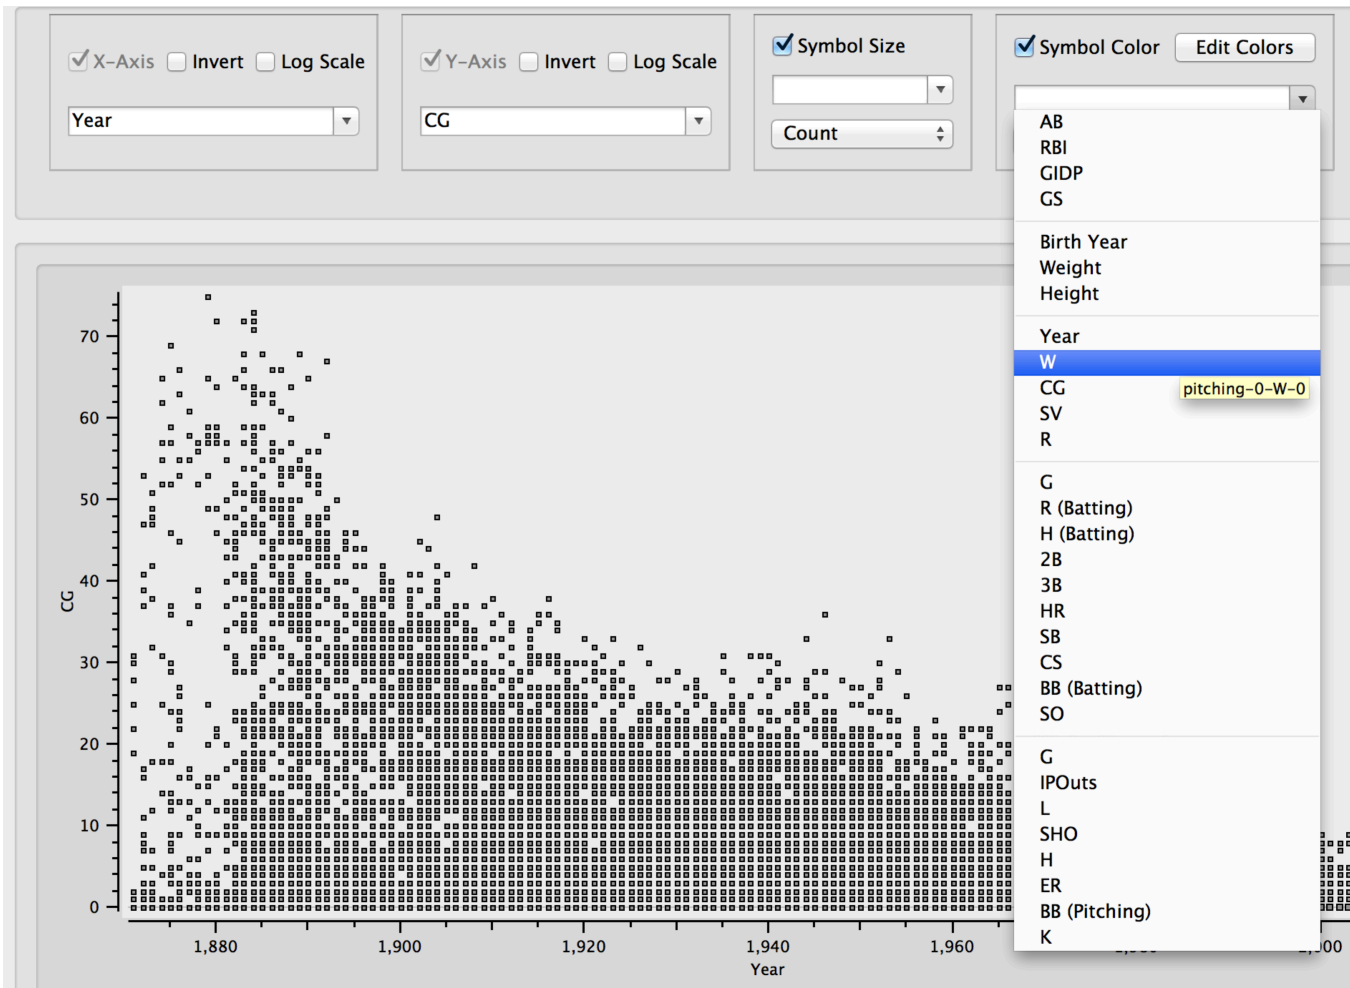 X-Axis Invert Log Scale
Year
Y-Axis Invert Log Scale
CG
Symbol Size
Count
Symbol Color Edit Colors
AB
RBI
GIDP
GS
Birth Year
Weight
Height
Year
W
pitching-0-W-0
CG
SV
R
G
R (Batting)
H (Batting)
2B
3B
HR
SB
CS
BB (Batting)
SO
G
IPOuts
L
SHO
H
ER
BB (Pitching)
K
70
60
50
40
30
20
10
0
CG
1,880 1,900 1,920 1,940 1,960
Year